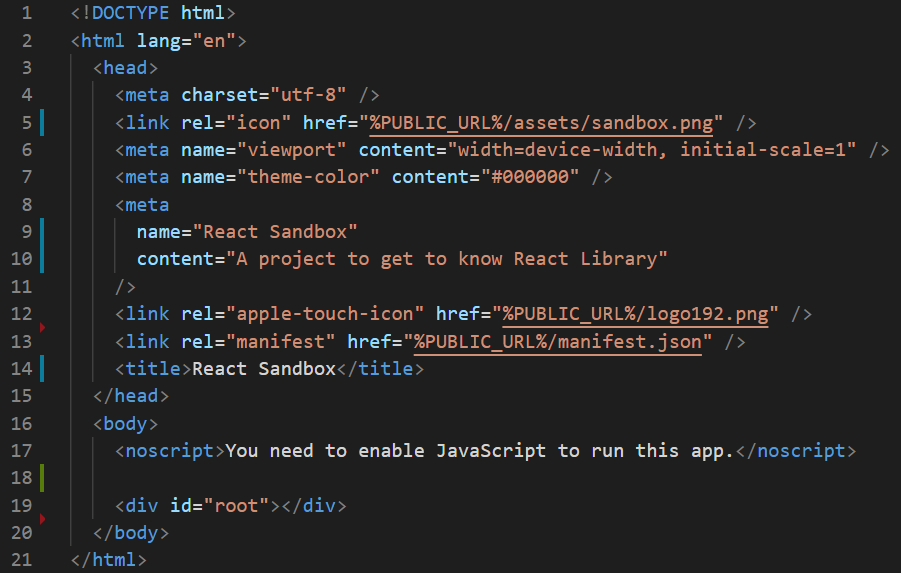 1 <!DOCTYPE html>
2 <html lang="en">
3   <head>
4     <meta charset="utf-8" />
5     <link rel="icon" href="%PUBLIC_URL%/assets/sandbox.png" />
6     <meta name="viewport" content="width=device-width, initial-scale=1" />
7     <meta name="theme-color" content="#000000" />
8     <meta
9       name="React Sandbox"
10       content="A project to get to know React Library"
11     />
12     <link rel="apple-touch-icon" href="%PUBLIC_URL%/logo192.png" />
13     <link rel="manifest" href="%PUBLIC_URL%/manifest.json" />
14     <title>React Sandbox</title>
15   </head>
16   <body>
17     <noscript>You need to enable JavaScript to run this app.</noscript>
18
19     <div id="root"></div>
20   </body>
21 </html>